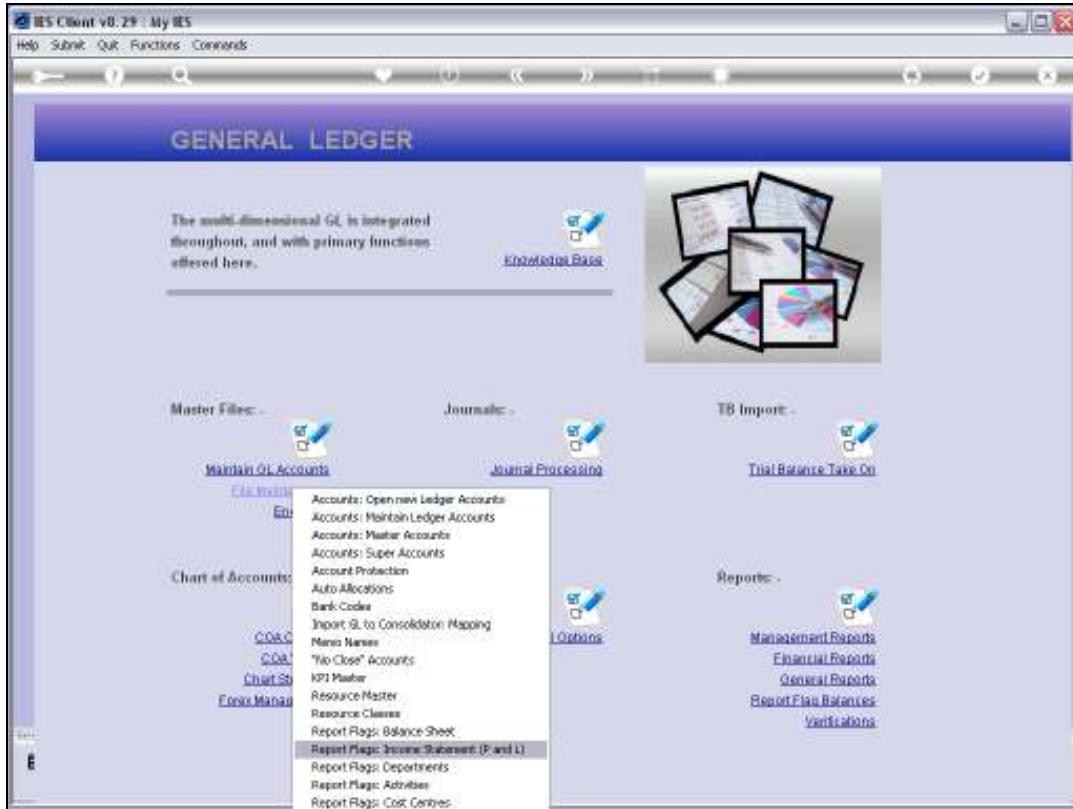 IES Client v8.29 : My IES
Help Submit Quit Functions Commands
GENERAL LEDGER
The multi-dimensional GL is integrated
throughout, and with primary functions
offered here.
Knowledge Base
Master Files: .
Journals: .
TB Import: .
Maintain GL Accounts
Journal Processing
Trial Balance Take On
File
Accounts: Open new Ledger Accounts
Accounts: Maintain Ledger Accounts
Accounts: Master Accounts
Accounts: Super Accounts
Account Protection
Auto Allocations
Bank Codes
Import GL to Consolidator: Mapping
Memo Names
"No Close" Accounts
KPI Master
Resource Master
Resource Classes
Report Flags: Balance Sheet
Report Flags: Income Statement (P and L)
Report Flags: Departments
Report Flags: Activities
Report Flags: Cost Centres
Chart of Accounts:
COA
COA
Chart
Forex
Options
Reports: .
Management Reports
Financial Reports
General Reports
Report Flag Balances
Verifications